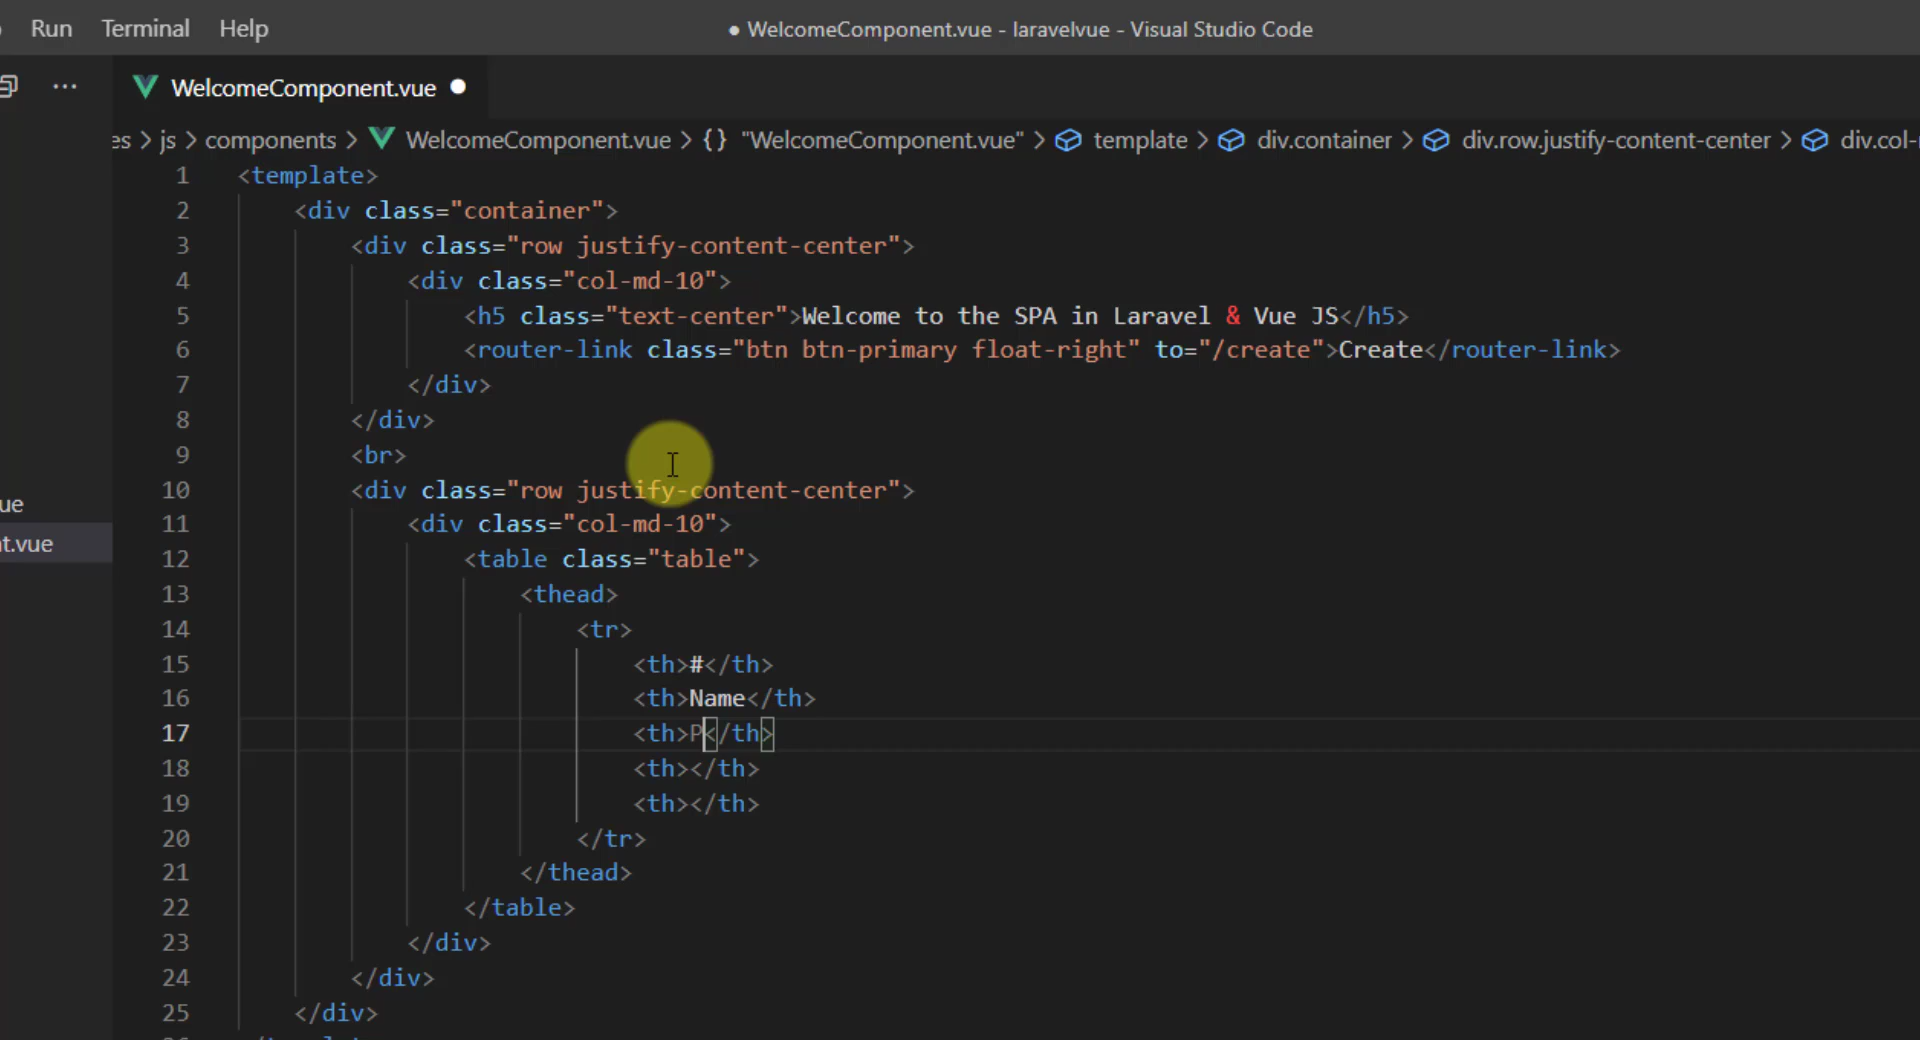 Run Terminal Help ● WelcomeComponent.vue - laravelvue - Visual Studio Code
··· WelcomeComponent.vue ●
es > js > components > WelcomeComponent.vue > {} "WelcomeComponent.vue" > template > div.container > div.row.justify-content-center > div.col-
ue
t.vue
1 <template>
2 <div class="container">
3 <div class="row justify-content-center">
4 <div class="col-md-10">
5 <h5 class="text-center">Welcome to the SPA in Laravel & Vue JS</h5>
6 <router-link class="btn btn-primary float-right" to="/create">Create</router-link>
7 </div>
8 </div>
9 <br>
10 <div class="row justify-content-center">
11 <div class="col-md-10">
12 <table class="table">
13 <thead>
14 <tr>
15 <th>#</th>
16 <th>Name</th>
17 <th>P</th>
18 <th></th>
19 <th></th>
20 </tr>
21 </thead>
22 </table>
23 </div>
24 </div>
25 </div>